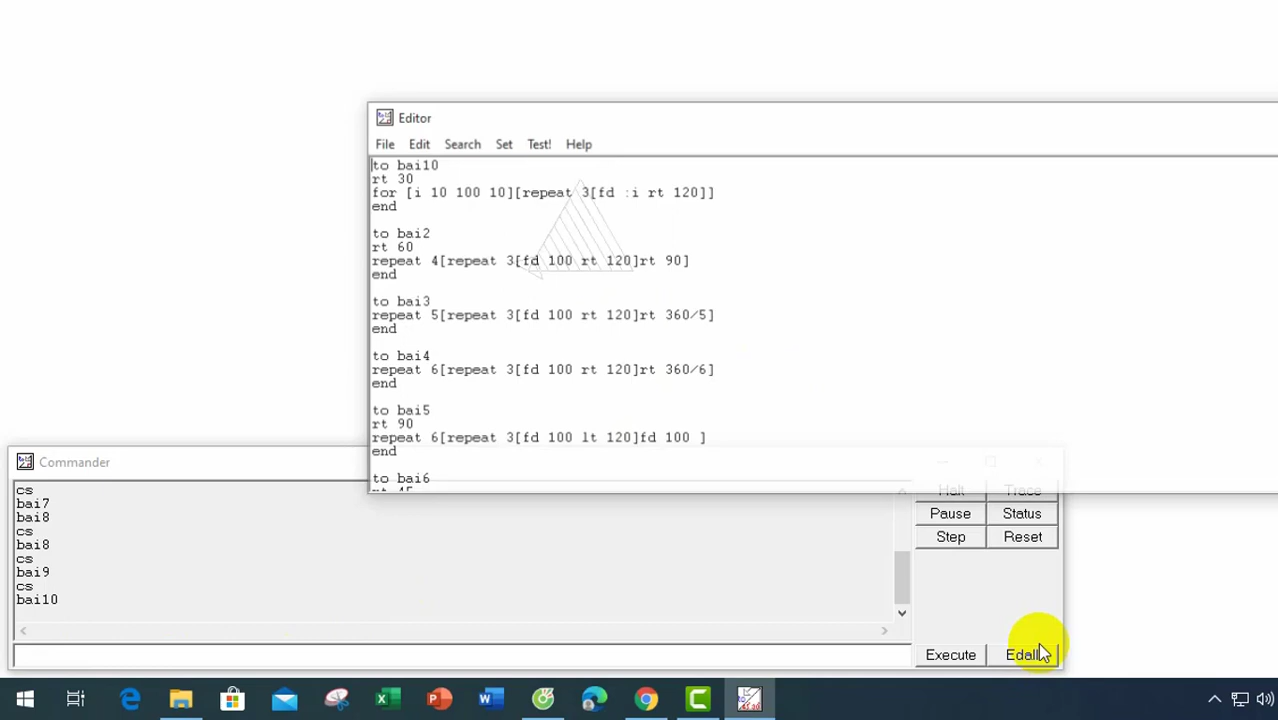 Editor
File Edit Search Set Test! Help
to bai10
rt 30
for [i 10 100 10][repeat 3[fd :i rt 120]]
end
to bai2
rt 60
repeat 4[repeat 3[fd 100 rt 120]rt 90]
end
to bai3
repeat 5[repeat 3[fd 100 rt 120]rt 360/5]
end
to bai4
repeat 6[repeat 3[fd 100 rt 120]rt 360/6]
end
to bai5
rt 90
repeat 6[repeat 3[fd 100 lt 120]fd 100 ]
end
to bai6
rt 45
Commander
cs
bai7
bai8
cs
bai8
cs
bai9
cs
bai10
Halt Trace
Pause Status
Step Reset
Execute Edall